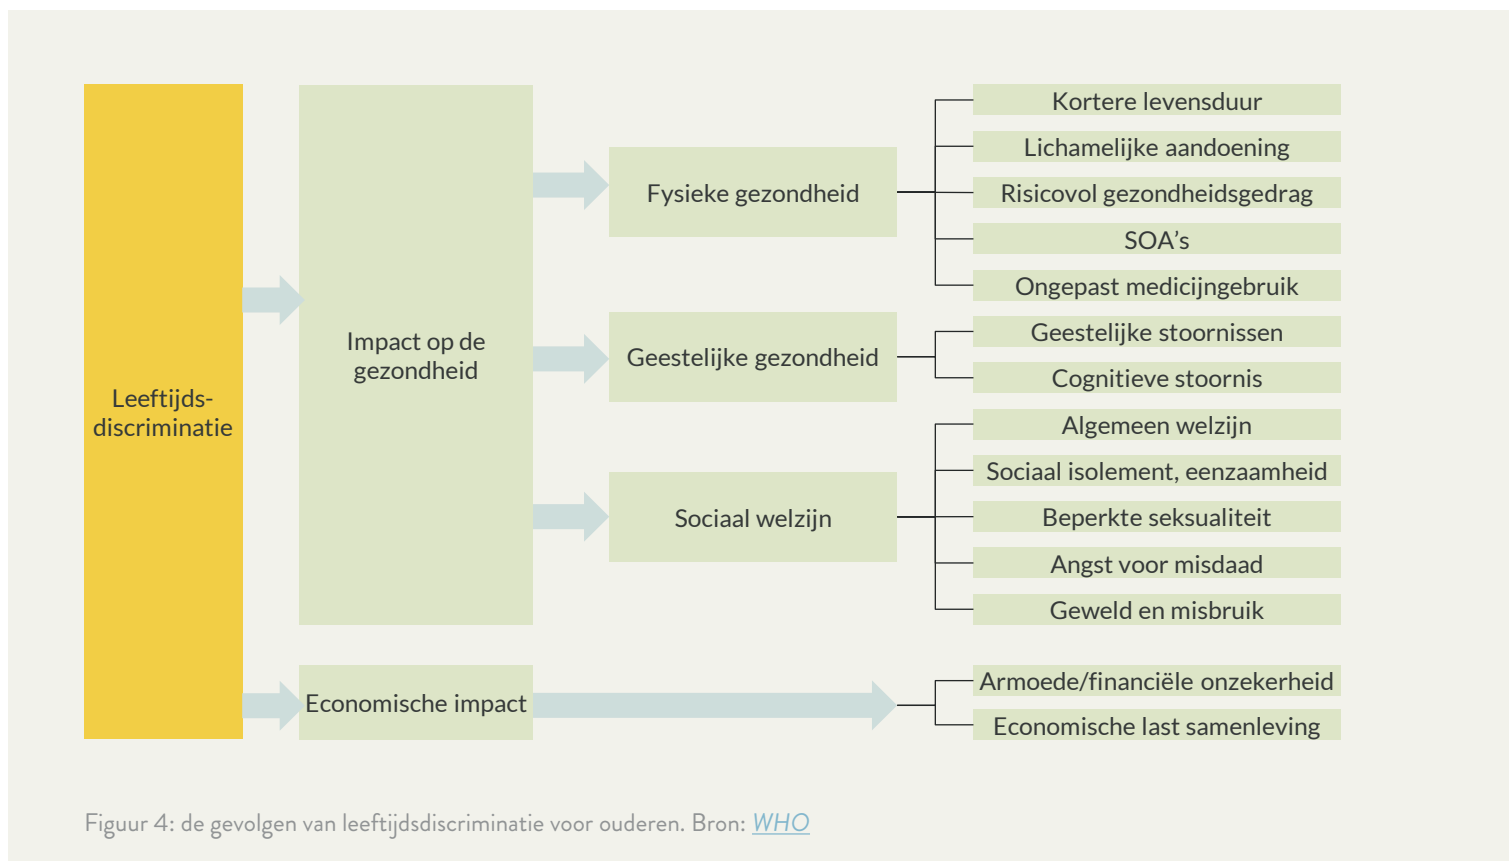 Leeftijds-
discriminatie
Impact op de
gezondheid
Fysieke gezondheid
Kortere levensduur
Lichamelijke aandoening
Risicovol gezondheidsgedrag
SOA's
Ongepast medicijngebruik
Geestelijke gezondheid
Geestelijke stoornissen
Cognitieve stoornis
Sociaal welzijn
Algemeen welzijn
Sociaal isolement, eenzaamheid
Beperkte seksualiteit
Angst voor misdaad
Geweld en misbruik
Economische impact
Armoede/financiële onzekerheid
Economische last samenleving
Figuur 4: de gevolgen van leeftijdsdiscriminatie voor ouderen. Bron: WHO